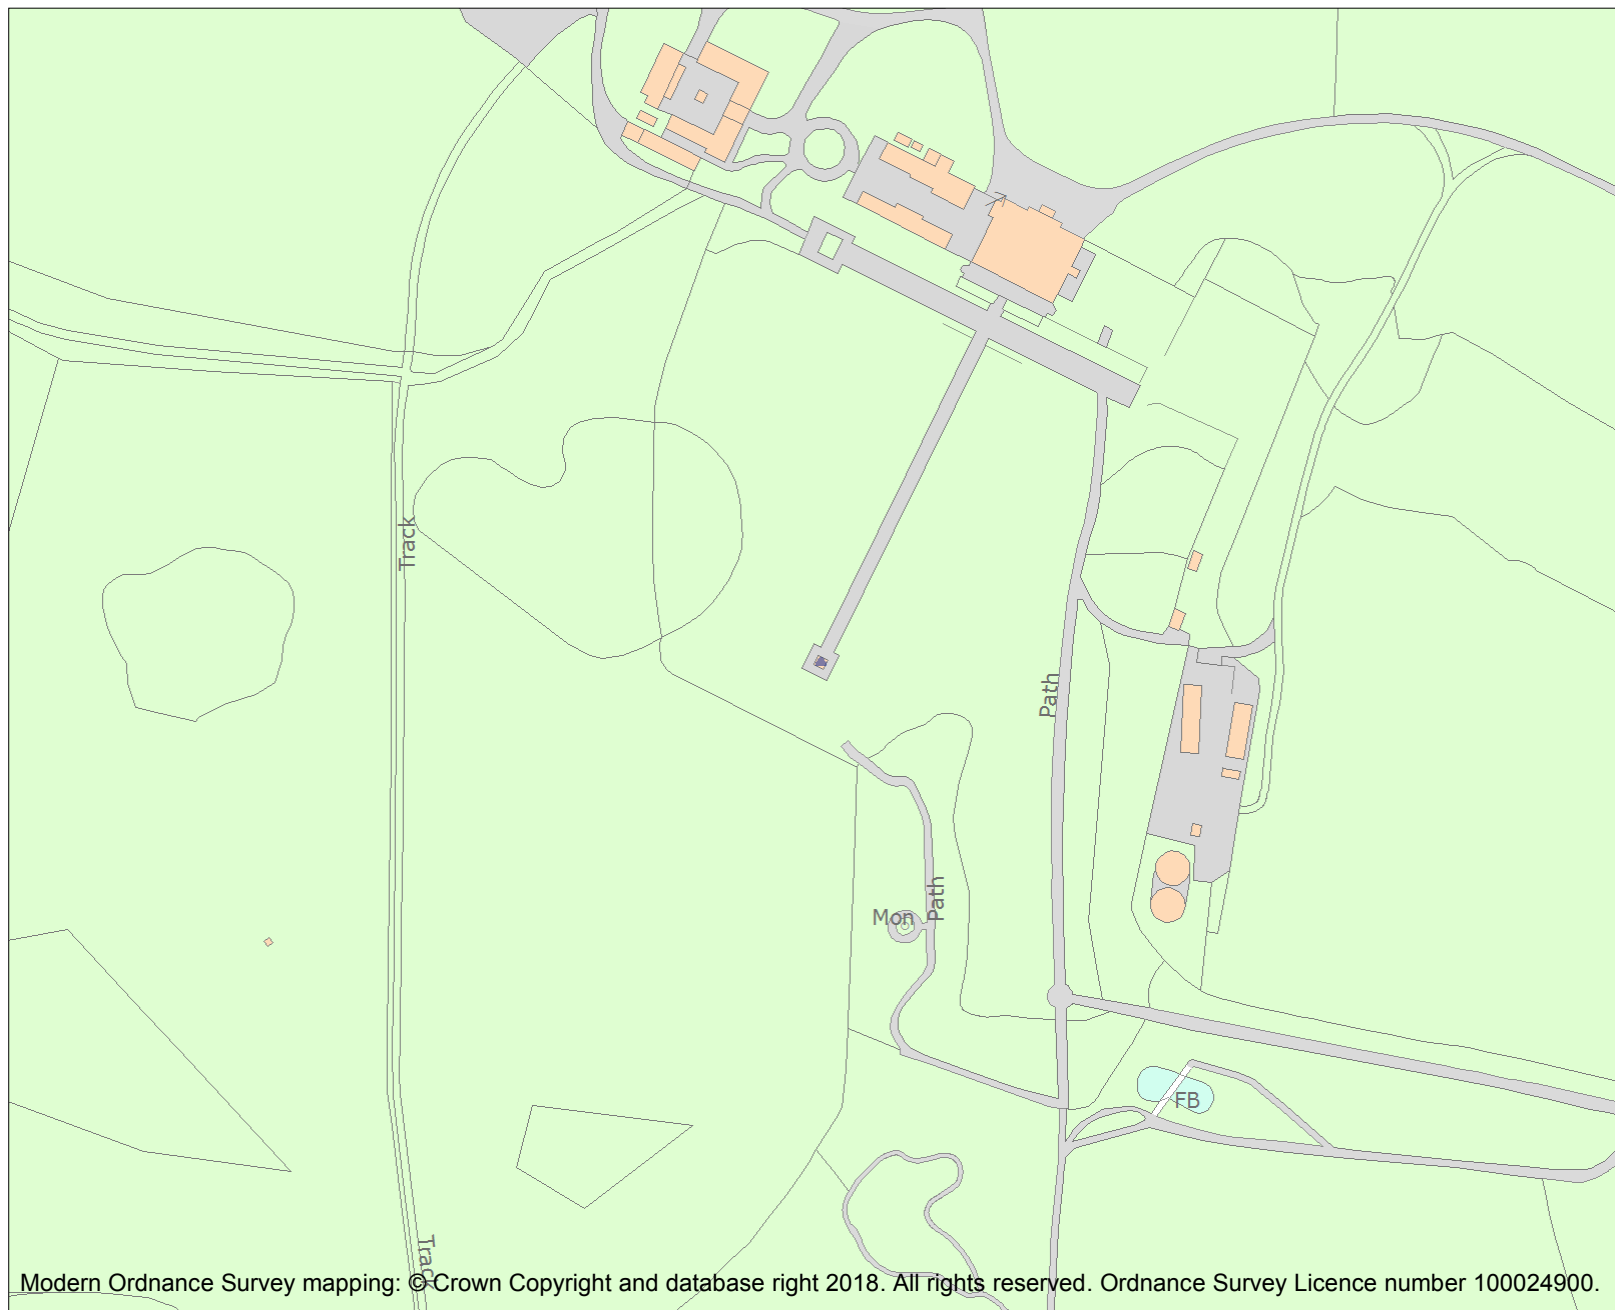 Track
Path
Path
Mon
FB
Track
Modern Ordnance Survey mapping: © Crown Copyright and database right 2018. All rights reserved. Ordnance Survey Licence number 100024900.